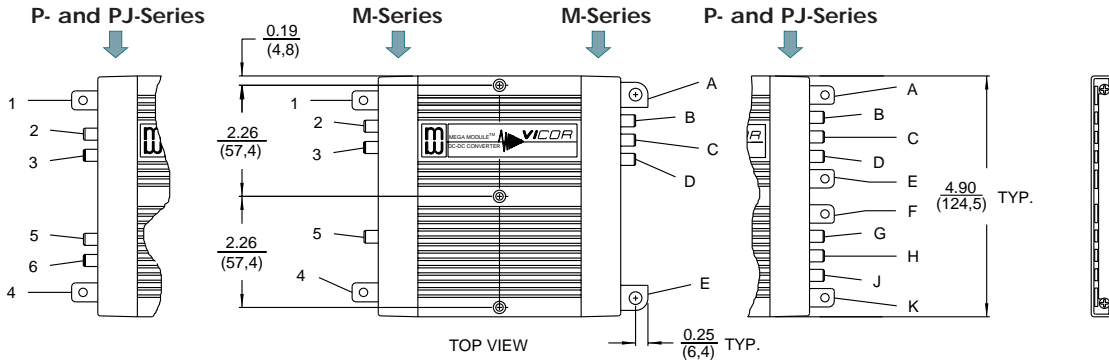 P- and PJ-Series
M-Series
M-Series
P- and PJ-Series
0.19
(4,8)
1
2
3
5
6
4
2.26
(57,4)
2.26
(57,4)
1
2
3
5
4
MEGA MODULE™
DC-DC CONVERTER
VICOR
A
B
C
D
E
TOP VIEW
0.25
(6,4)
TYP.
A
B
C
D
E
F
G
H
J
K
4.90
(124,5)
TYP.